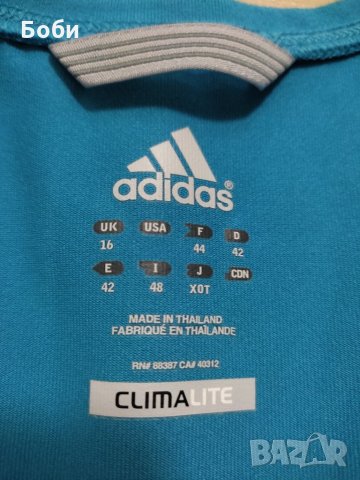 Боби
adidas®
UK USA F D
16 44 42
E I J CDN
42 48 XOT
MADE IN THAILAND
FABRIQUÉ EN THAÏLANDE
RN# 88387 CA# 40312
CLIMALITE
BAZAR